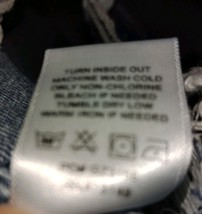 TURN INSIDE OUT
MACHINE WASH COLD
ONLY NON-CHLORINE
BLEACH IF NEEDED
TUMBLE DRY LOW
WARM IRON IF NEEDED